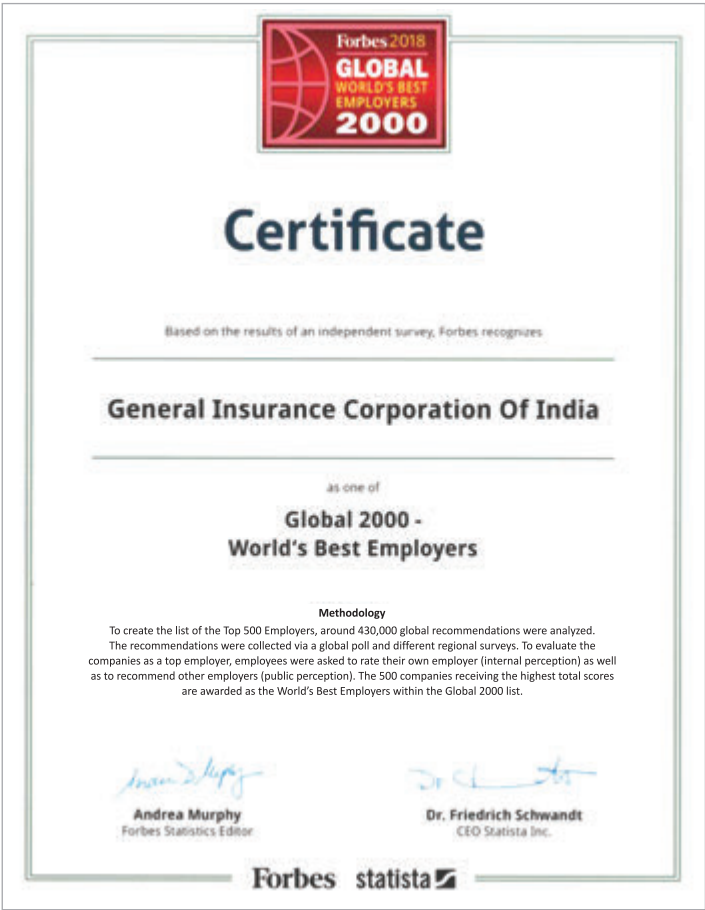 Forbes 2018
GLOBAL
WORLD'S BEST
EMPLOYERS
2000
Certificate
Based on the results of an independent survey, Forbes recognizes
General Insurance Corporation Of India
as one of
Global 2000 -
World's Best Employers
Methodology
To create the list of the Top 500 Employers, around 430,000 global recommendations were analyzed.
The recommendations were collected via a global poll and different regional surveys. To evaluate the
companies as a top employer, employees were asked to rate their own employer (internal perception) as well
as to recommend other employers (public perception). The 500 companies receiving the highest total scores
are awarded as the World's Best Employers within the Global 2000 list.
Andrea Murphy
Forbes Statistics Editor
Dr. Friedrich Schwandt
CEO Statista Inc.
Forbes statista